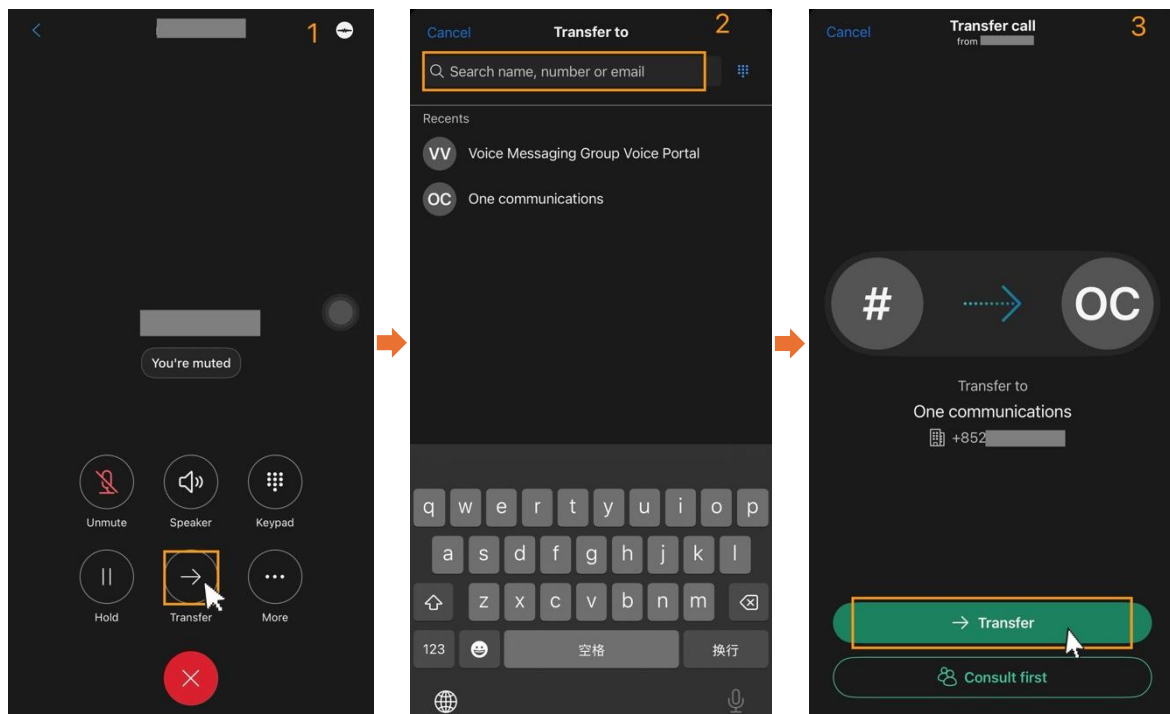 1
You're muted
Unmute
Speaker
Keypad
Hold
Transfer
More
Cancel
Transfer to
2
Search name, number or email
Recents
VV Voice Messaging Group Voice Portal
OC One communications
q w e r t y u i o p
a s d f g h j k l
z x c v b n m
123 空格 换行
Cancel
Transfer call
3
from
# OC
Transfer to
One communications
+852
Transfer
Consult first